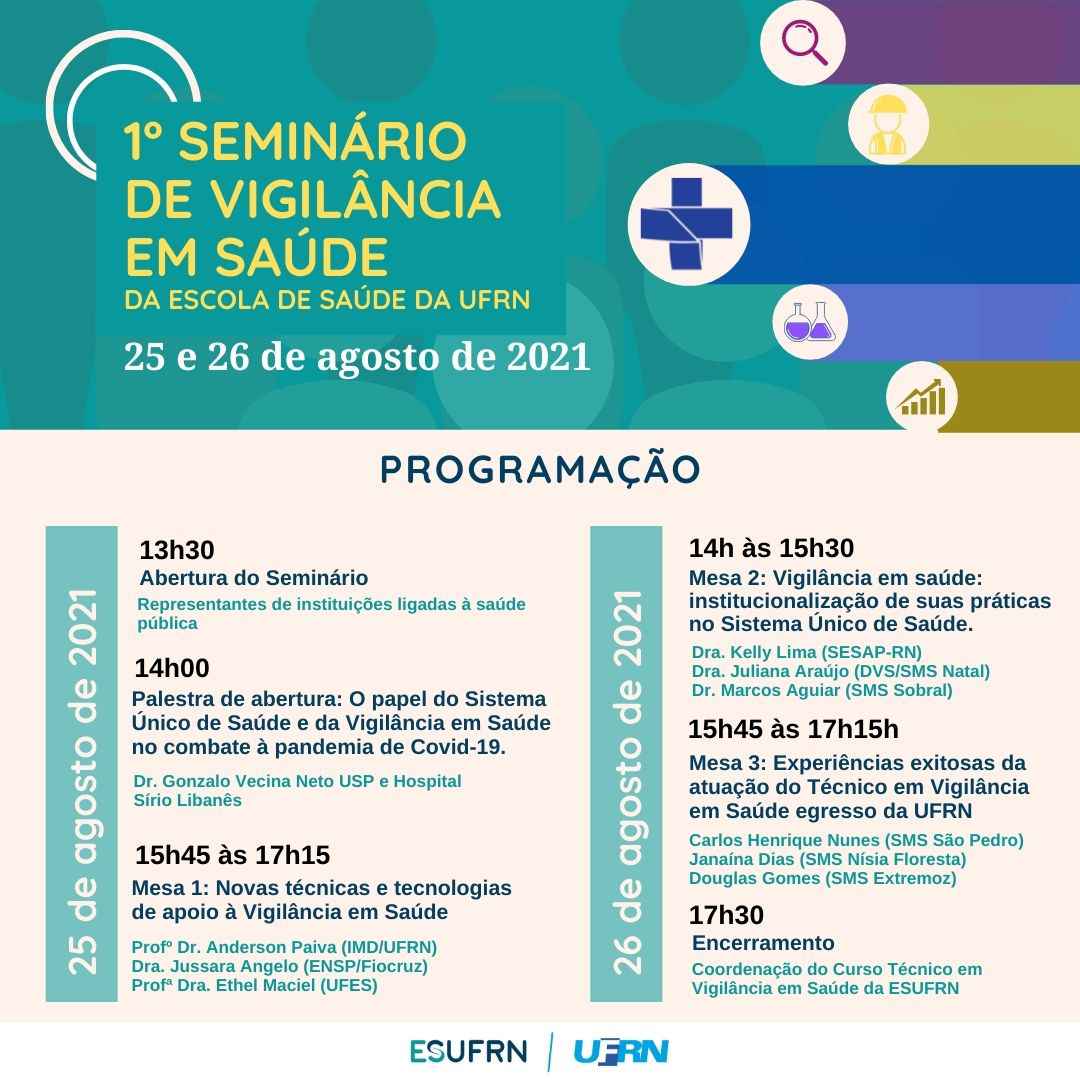 1º SEMINÁRIO
DE VIGILÂNCIA
EM SAÚDE
DA ESCOLA DE SAÚDE DA UFRN
25 e 26 de agosto de 2021
PROGRAMAÇÃO
25 de agosto de 2021
13h30
Abertura do Seminário
Representantes de instituições ligadas à saúde
pública
14h00
Palestra de abertura: O papel do Sistema
Único de Saúde e da Vigilância em Saúde
no combate à pandemia de Covid-19.
Dr. Gonzalo Vecina Neto USP e Hospital
Sírio Libanês
15h45 às 17h15
Mesa 1: Novas técnicas e tecnologias
de apoio à Vigilância em Saúde
Profº Dr. Anderson Paiva (IMD/UFRN)
Dra. Jussara Angelo (ENSP/Fiocruz)
Profª Dra. Ethel Maciel (UFES)
26 de agosto de 2021
14h às 15h30
Mesa 2: Vigilância em saúde:
institucionalização de suas práticas
no Sistema Único de Saúde.
Dra. Kelly Lima (SESAP-RN)
Dra. Juliana Araújo (DVS/SMS Natal)
Dr. Marcos Aguiar (SMS Sobral)
15h45 às 17h15h
Mesa 3: Experiências exitosas da
atuação do Técnico em Vigilância
em Saúde egresso da UFRN
Carlos Henrique Nunes (SMS São Pedro)
Janaína Dias (SMS Nísia Floresta)
Douglas Gomes (SMS Extremoz)
17h30
Encerramento
Coordenação do Curso Técnico em
Vigilância em Saúde da ESUFRN
ESUFRN UFRN